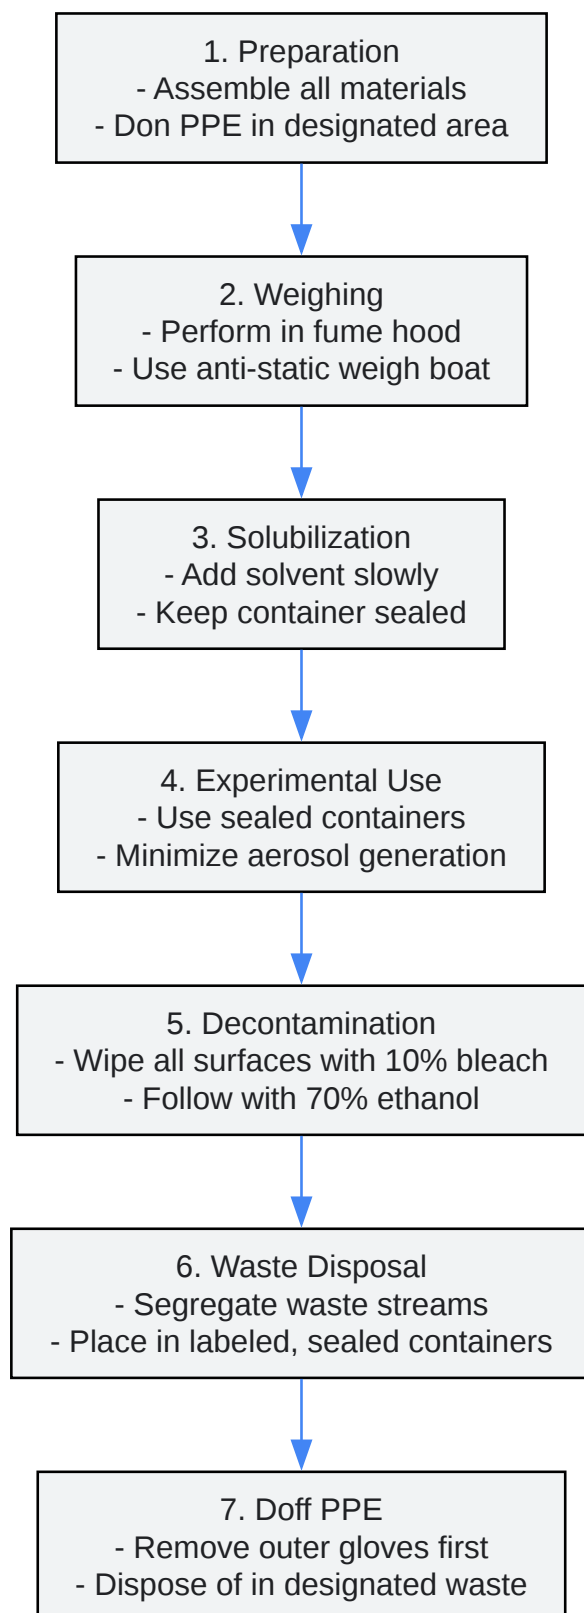 1. Preparation
- Assemble all materials
- Don PPE in designated area
2. Weighing
- Perform in fume hood
- Use anti-static weigh boat
3. Solubilization
- Add solvent slowly
- Keep container sealed
4. Experimental Use
- Use sealed containers
- Minimize aerosol generation
5. Decontamination
- Wipe all surfaces with 10% bleach
- Follow with 70% ethanol
6. Waste Disposal
- Segregate waste streams
- Place in labeled, sealed containers
7. Doff PPE
- Remove outer gloves first
- Dispose of in designated waste